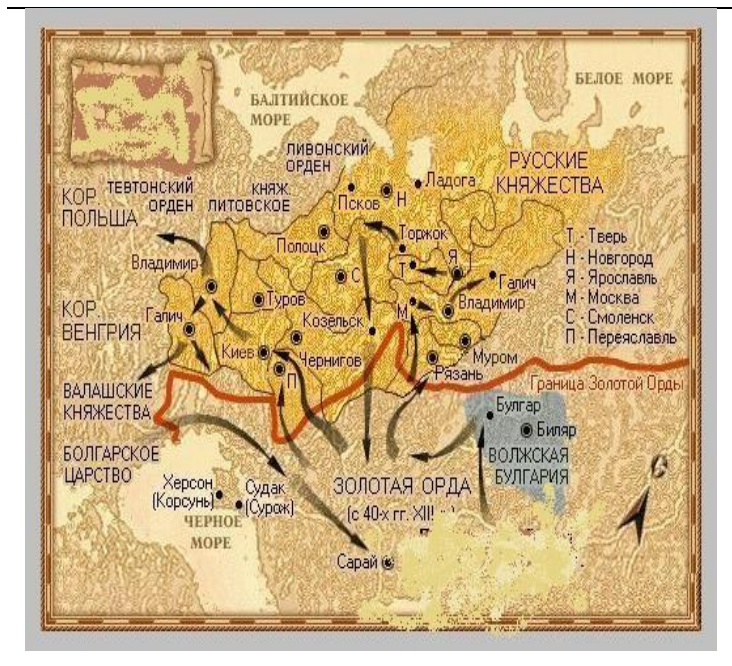 БЕЛОЕ МОРЕ
БАЛТИЙСКОЕ
МОРЕ
ЛИВОНСКИЙ
ОРДЕН
РУССКИЕ
КНЯЖЕСТВА
КОР.
ПОЛЬША
ТЕВТОНСКИЙ
ОРДЕН
КНЯЖ.
ЛИТОВСКОЕ
Псков
Н
Ладога
Полоцк
Торжок
Т
Я
Галич
Т - Тверь
Н - Новгород
Я - Ярославль
М - Москва
С - Смоленск
П - Переяславль
Владимир
С
Туров
М
Владимир
КОР.
ВЕНГРИЯ
Галич
Козельск
Киев
Чернигов
П
Муром
Рязань
Граница Золотой Орды
ВАЛАШСКИЕ
КНЯЖЕСТВА
Булгар
Биляр
ВОЛЖСКАЯ
БУЛГАРИЯ
БОЛГАРСКОЕ
ЦАРСТВО
Херсон
(Корсунь)
Судак
(Сурож)
ЧЕРНОЕ
МОРЕ
ЗОЛОТАЯ ОРДА
(с 40-х гг.
Сарай